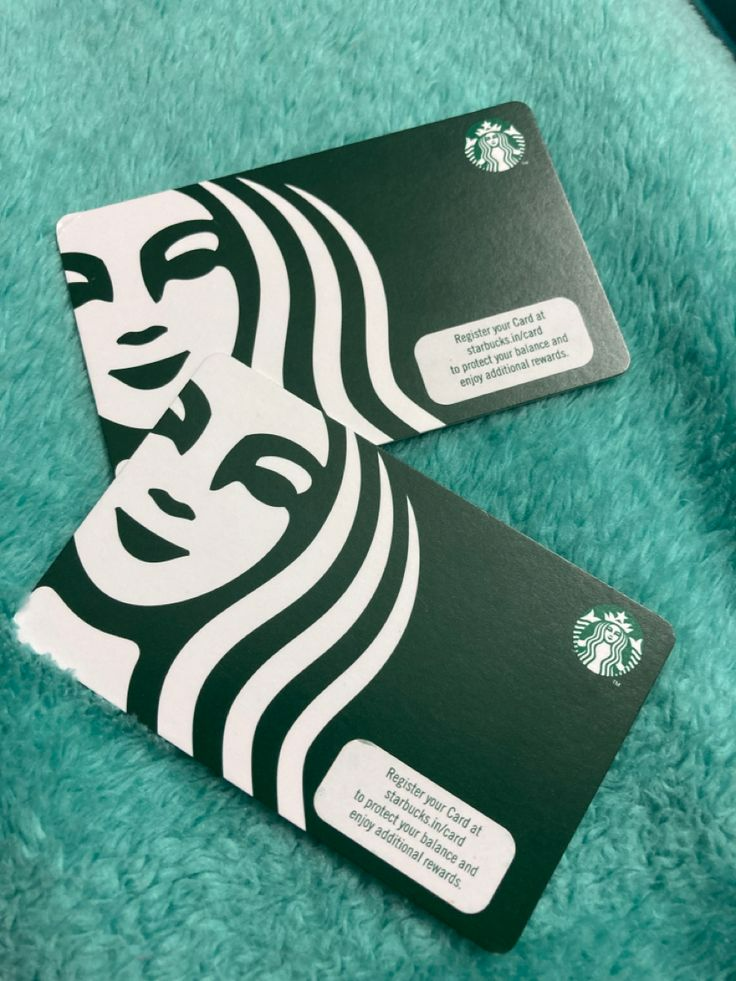 Register your Card at
starbucks.in/card
to protect your balance and
enjoy additional rewards.
TM
Register your Card at
starbucks.in/card
to protect your balance and
enjoy additional rewards.